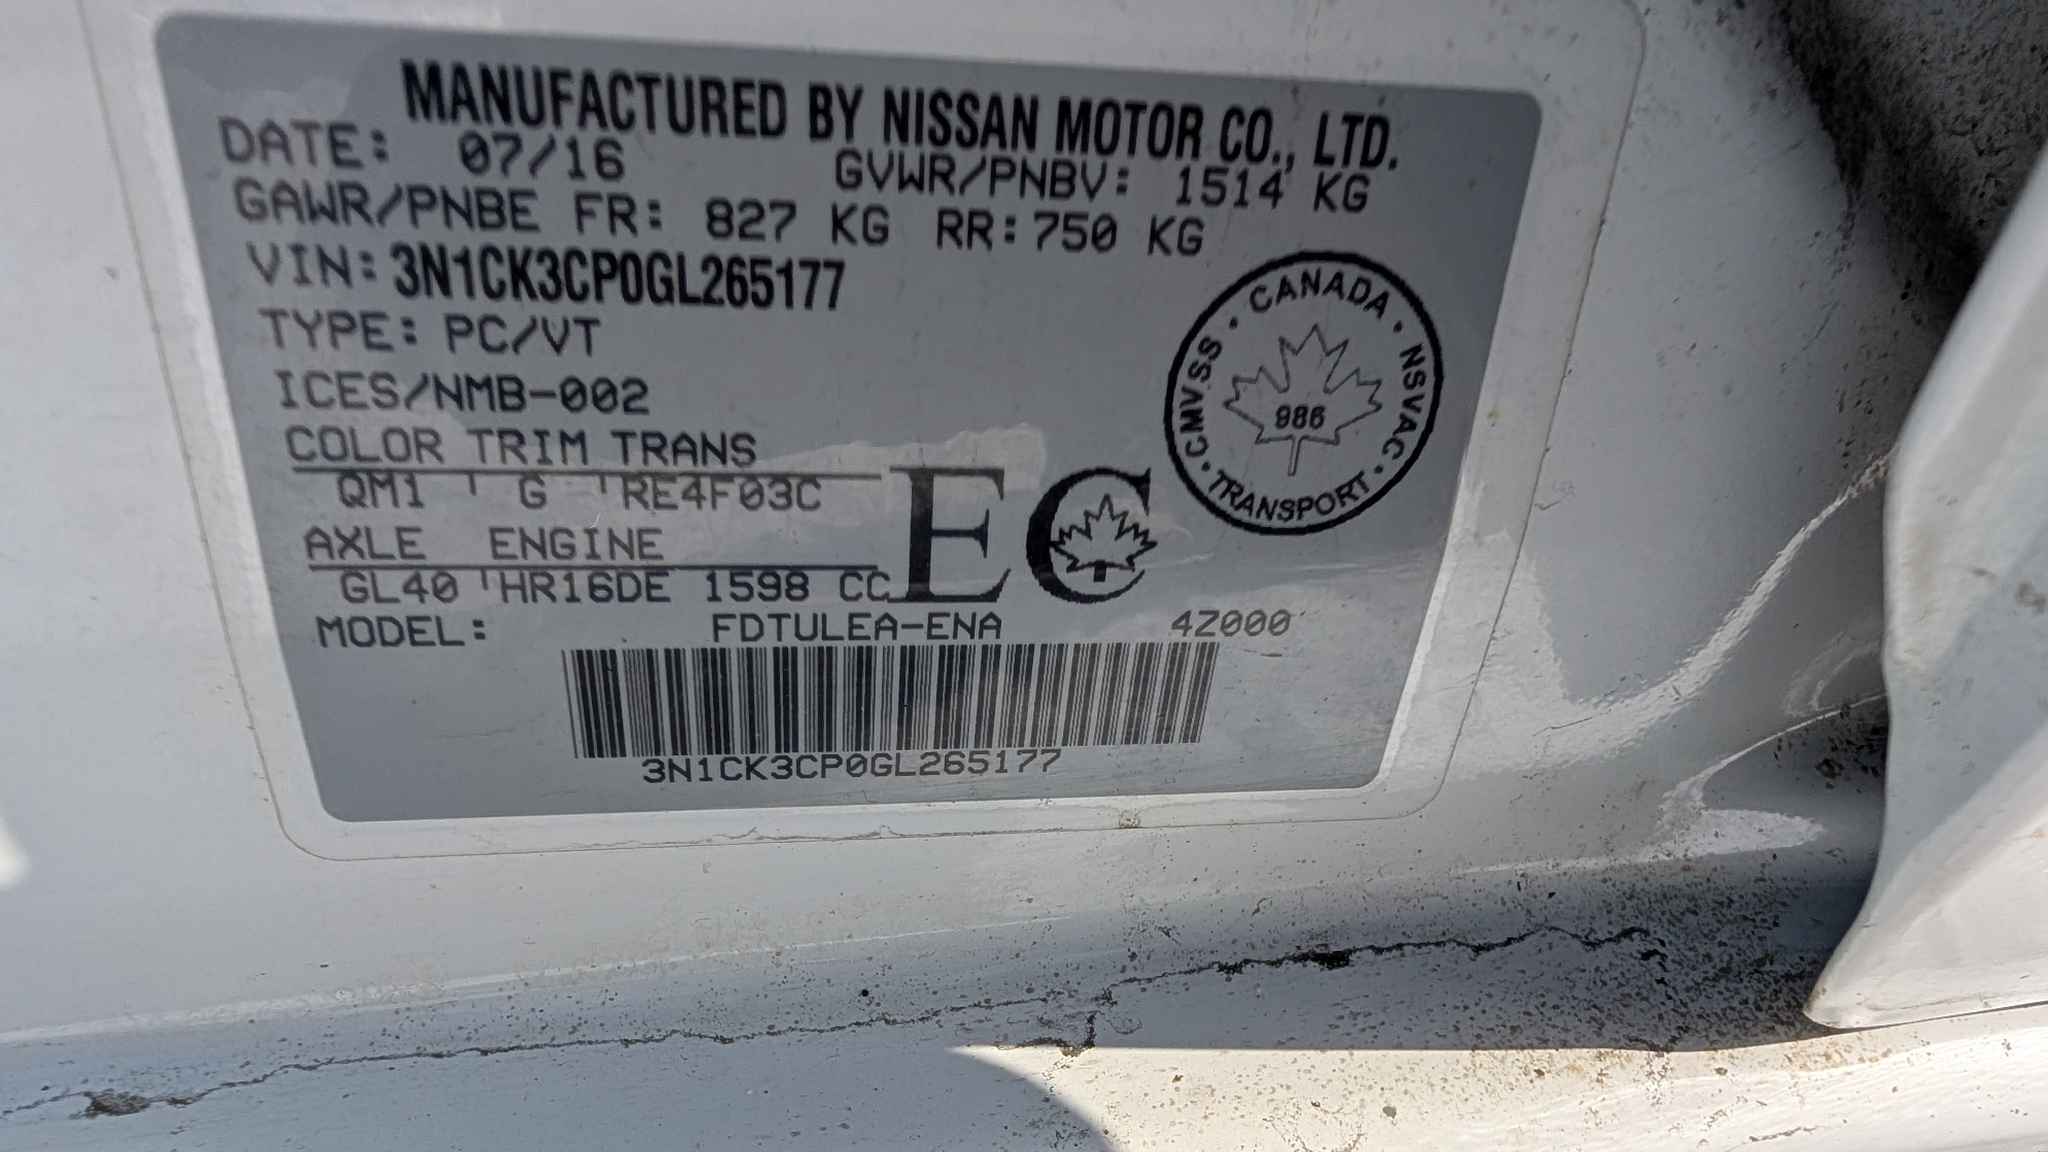 MANUFACTURED BY NISSAN MOTOR CO., LTD.
DATE: 07/16 GVWR/PNBV: 1514 KG
GAWR/PNBE FR: 827 KG RR: 750 KG
VIN: 3N1CK3CP0GL265177
TYPE: PC/VT
ICES/NMB-002
COLOR TRIM TRANS
QM1 G RE4F03C
AXLE ENGINE
GL40 HR16DE 1598 CC
EC
CANADA · NSVAC · TRANSPORT · CMVSS ·
986
MODEL: FDTULEA-ENA 4Z000
3N1CK3CP0GL265177